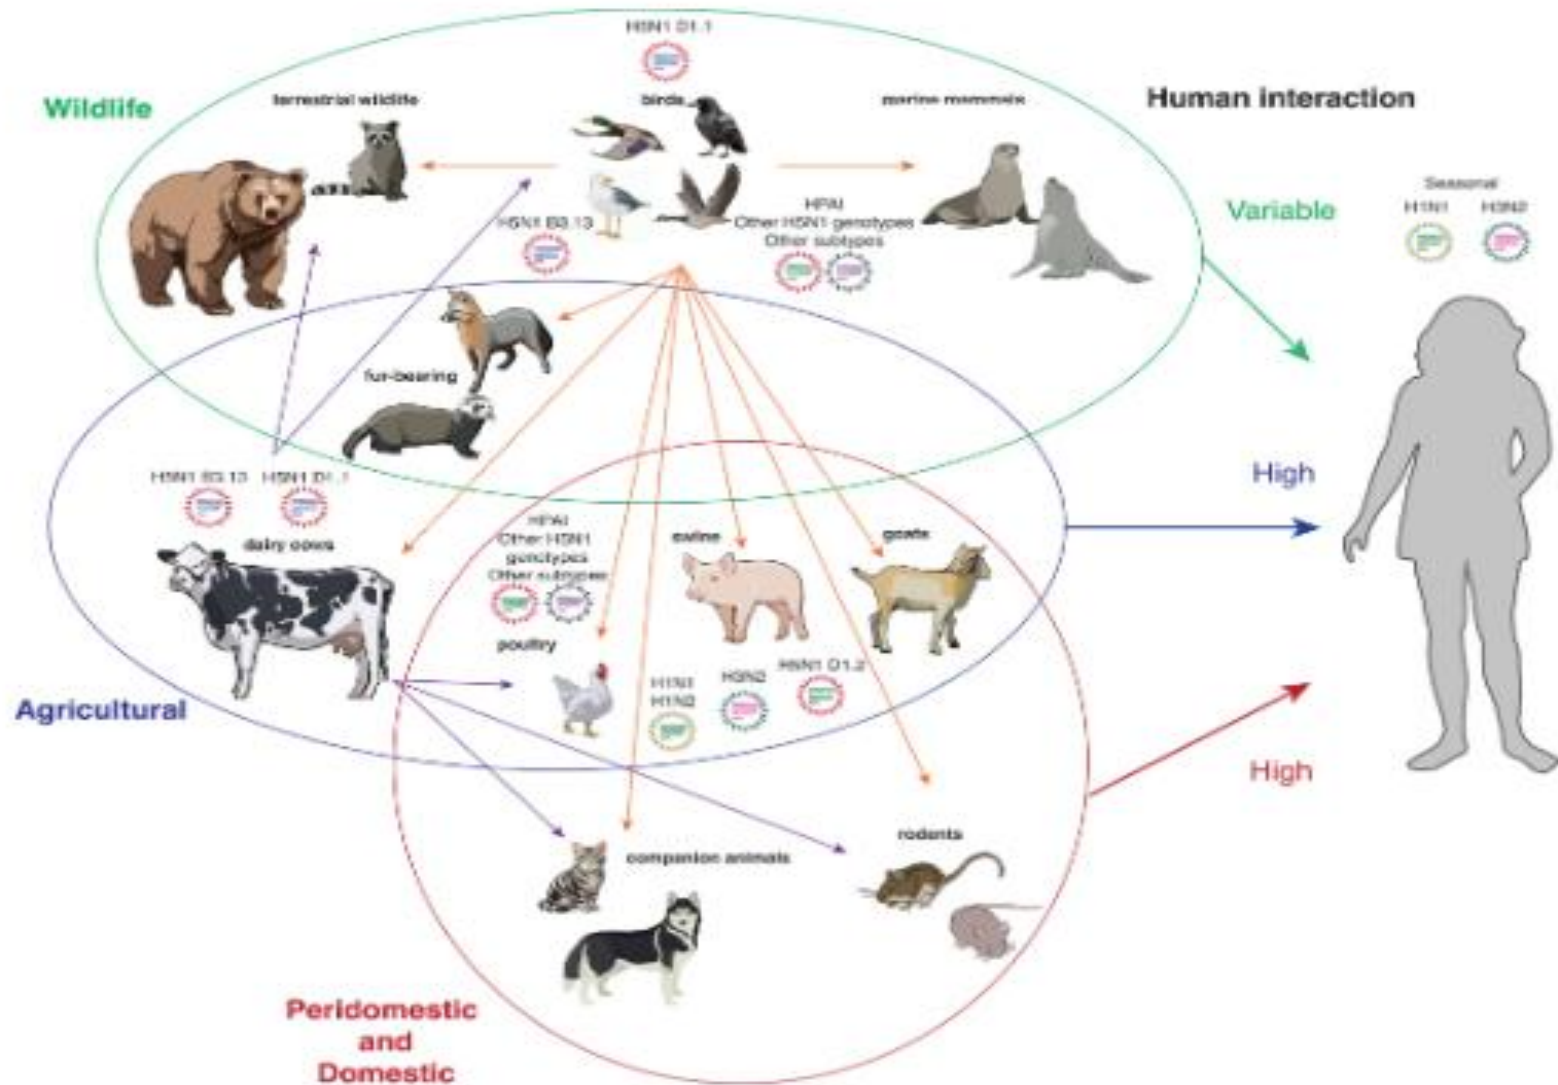 H5N1 D1.1
Wildlife
terrestrial wildlife
birds
marine mammals
Human interaction
Seasonal
H1N1 H3N2
Variable
H5N1 B3.13
HPAI
Other H5N1 genotypes
Other subtypes
fur-bearing
H5N1 B3.13 H5N1 D1.1
High
dairy cows
HPAI
Other H5N1
genotypes
Other subtypes
swine
goats
poultry
H1N1
H1N2
H3N2
H5N1 D1.2
Agricultural
High
rodents
companion animals
Peridomestic
and
Domestic